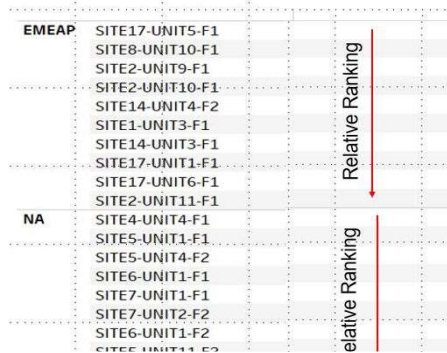 EMEAP SITE17-UNIT5-F1
SITE8-UNIT10-F1
SITE2-UNIT9-F1
SITE2-UNIT10-F1
SITE14-UNIT4-F2
SITE1-UNIT3-F1
SITE14-UNIT3-F1
SITE17-UNIT1-F1
SITE17-UNIT6-F1
SITE2-UNIT11-F1
Relative Ranking
NA SITE4-UNIT4-F1
SITE5-UNIT1-F1
SITE5-UNIT4-F2
SITE6-UNIT1-F1
SITE7-UNIT1-F1
SITE7-UNIT2-F2
SITE6-UNIT1-F2
elative Ranking